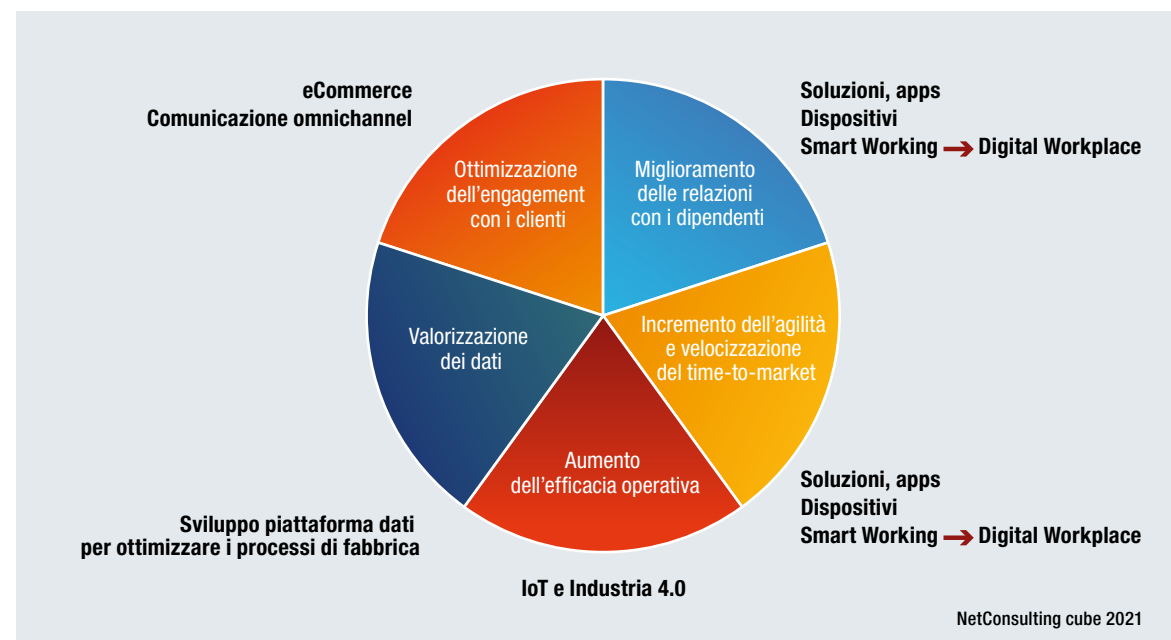 eCommerce
Comunicazione omnichannel
Soluzioni, apps
Dispositivi
Smart Working → Digital Workplace
Ottimizzazione
dell'engagement
con i clienti
Miglioramento
delle relazioni
con i dipendenti
Valorizzazione
dei dati
Incremento dell'agilità
e velocizzazione
del time-to-market
Aumento
dell'efficacia operativa
Soluzioni, apps
Dispositivi
Smart Working → Digital Workplace
Sviluppo piattaforma dati
per ottimizzare i processi di fabbrica
IoT e Industria 4.0
NetConsulting cube 2021